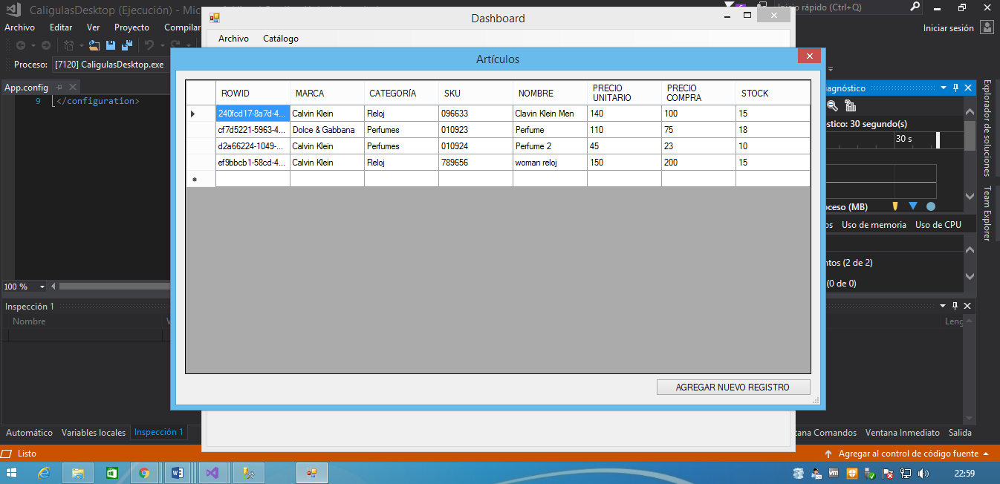 CaligulasDesktop (Ejecución) - Mic
Inicio rápido (Ctrl+Q)
Archivo Editar Ver Proyecto Compilar
Iniciar sesión
Proceso: [7120] CaligulasDesktop.exe
App.config
9 </configuration>
100 %
Inspección 1
Nombre
Automático Variables locales Inspección 1
Listo
Dashboard
Archivo Catálogo
Artículos
ROWID MARCA CATEGORÍA SKU NOMBRE PRECIO UNITARIO PRECIO COMPRA STOCK
240fcd17-8a7d-4... Calvin Klein Reloj 096633 Clavin Klein Men 140 100 15
cf7d5221-5963-4... Dolce & Gabbana Perfumes 010923 Perfume 110 75 18
d2a66224-1049-... Calvin Klein Perfumes 010924 Perfume 2 45 23 10
ef9bbcb1-58cd-4... Calvin Klein Reloj 789656 woman reloj 150 200 15
AGREGAR NUEVO REGISTRO
iagnóstico
óstico: 30 segundo(s)
30 s
oceso (MB)
os Uso de memoria Uso de CPU
ntos (2 de 2)
(0 de 0)
Leng
Explorador de soluciones
Team Explorer
tana Comandos Ventana Inmediato Salida
Agregar al control de código fuente
22:59